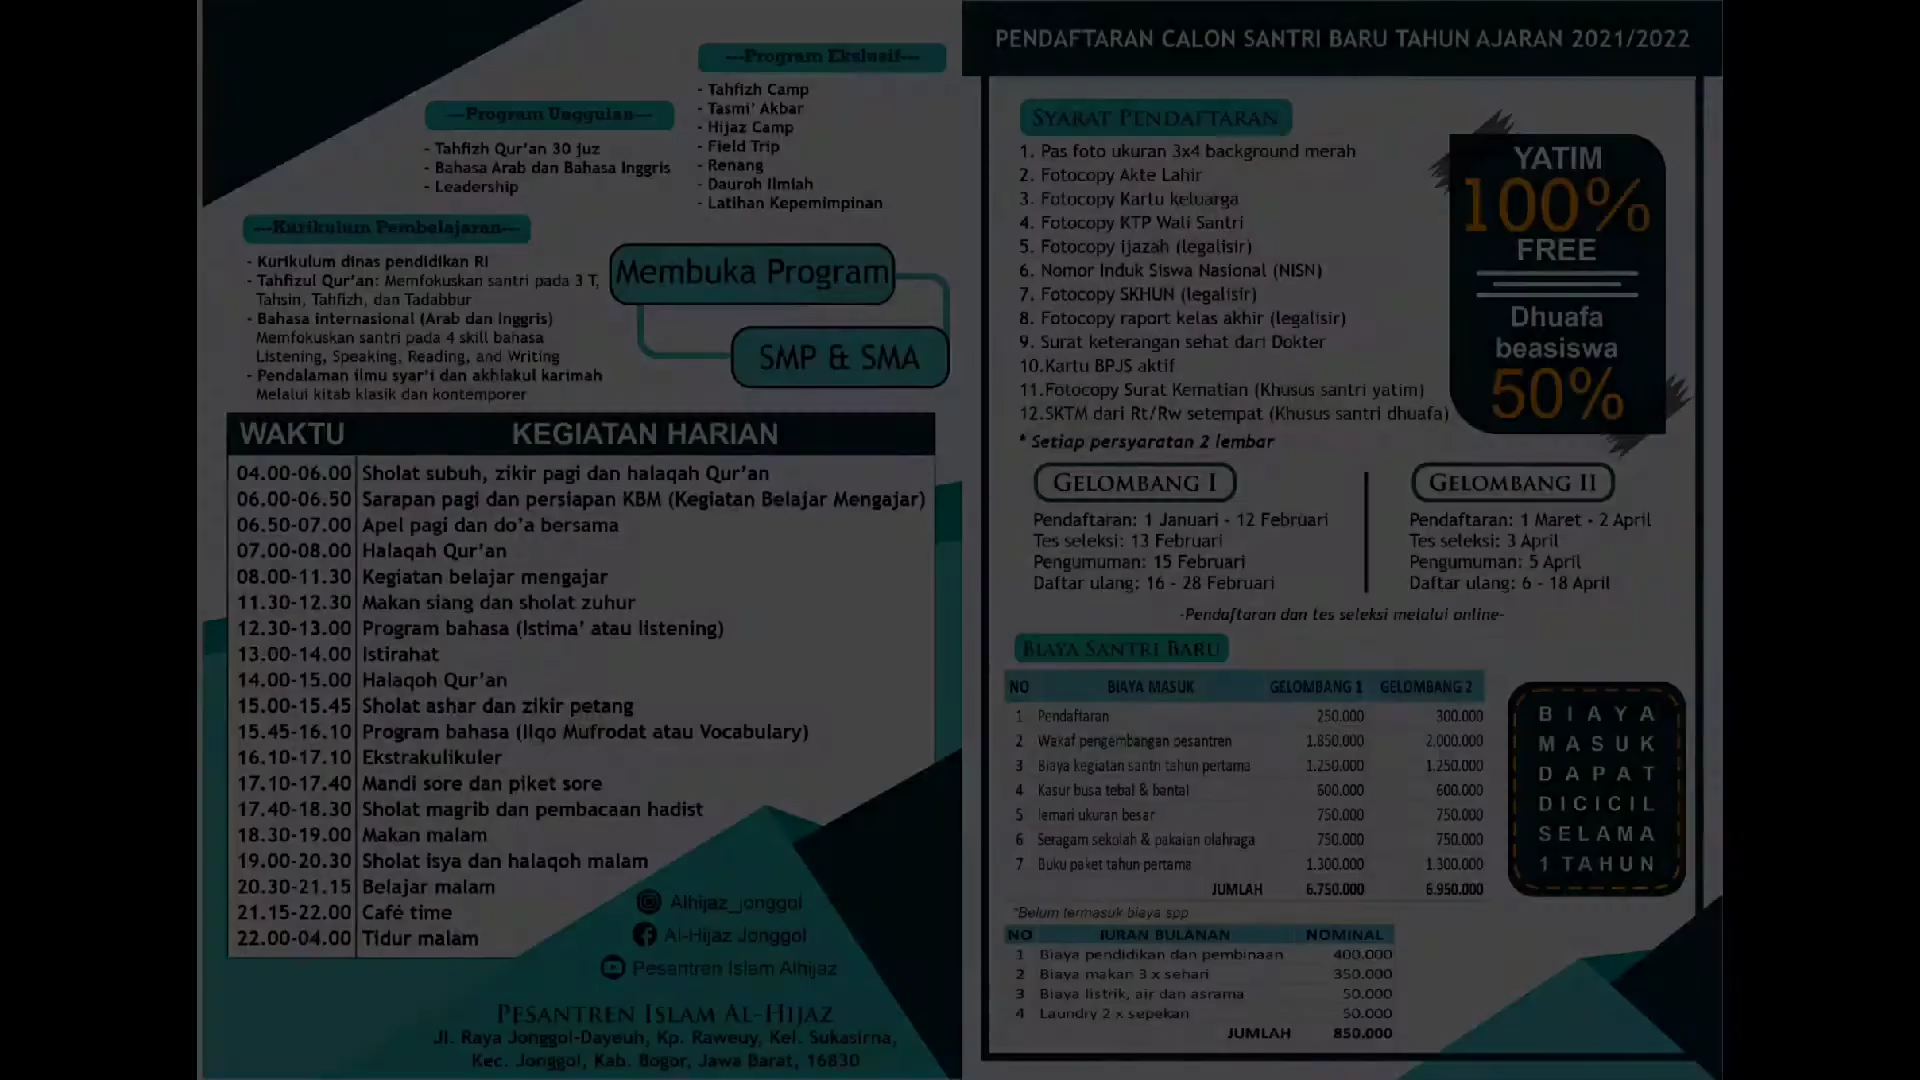 ---Program Ekslusif---
- Tahfizh Camp
- Tasmi' Akbar
- Hijaz Camp
- Field Trip
- Renang
- Dauroh Ilmiah
- Latihan Kepemimpinan
---Program Unggulan---
- Tahfizh Qur'an 30 juz
- Bahasa Arab dan Bahasa Inggris
- Leadership
---Kurikulum Pembelajaran---
- Kurikulum dinas pendidikan RI
- Tahfizul Qur'an: Memfokuskan santri pada 3 T,
Tahsin, Tahfizh, dan Tadabbur
- Bahasa internasional (Arab dan Inggris)
Memfokuskan santri pada 4 skill bahasa
Listening, Speaking, Reading, and Writing
- Pendalaman ilmu syar'i dan akhlakul karimah
Melalui kitab klasik dan kontemporer
Membuka Program
SMP & SMA
WAKTU KEGIATAN HARIAN
04.00-06.00 Sholat subuh, zikir pagi dan halaqah Qur'an
06.00-06.50 Sarapan pagi dan persiapan KBM (Kegiatan Belajar Mengajar)
06.50-07.00 Apel pagi dan do'a bersama
07.00-08.00 Halaqah Qur'an
08.00-11.30 Kegiatan belajar mengajar
11.30-12.30 Makan siang dan sholat zuhur
12.30-13.00 Program bahasa (Istima' atau listening)
13.00-14.00 Istirahat
14.00-15.00 Halaqoh Qur'an
15.00-15.45 Sholat ashar dan zikir petang
15.45-16.10 Program bahasa (Ilqo Mufrodat atau Vocabulary)
16.10-17.10 Ekstrakulikuler
17.10-17.40 Mandi sore dan piket sore
17.40-18.30 Sholat magrib dan pembacaan hadist
18.30-19.00 Makan malam
19.00-20.30 Sholat isya dan halaqoh malam
20.30-21.15 Belajar malam
21.15-22.00 Café time
22.00-04.00 Tidur malam
Alhijaz_jonggol
Al-Hijaz Jonggol
Pesantren Islam Alhijaz
PESANTREN ISLAM AL-HIJAZ
Jl. Raya Jonggol-Dayeuh, Kp. Raweuy, Kel. Sukasirna,
Kec. Jonggol, Kab. Bogor, Jawa Barat, 16830
PENDAFTARAN CALON SANTRI BARU TAHUN AJARAN 2021/2022
SYARAT PENDAFTARAN
1. Pas foto ukuran 3x4 background merah
2. Fotocopy Akte Lahir
3. Fotocopy Kartu keluarga
4. Fotocopy KTP Wali Santri
5. Fotocopy ijazah (legalisir)
6. Nomor Induk Siswa Nasional (NISN)
7. Fotocopy SKHUN (legalisir)
8. Fotocopy raport kelas akhir (legalisir)
9. Surat keterangan sehat dari Dokter
10.Kartu BPJS aktif
11.Fotocopy Surat Kematian (Khusus santri yatim)
12.SKTM dari Rt/Rw setempat (Khusus santri dhuafa)
* Setiap persyaratan 2 lembar
YATIM
100%
FREE
Dhuafa
beasiswa
50%
GELOMBANG I
Pendaftaran: 1 Januari - 12 Februari
Tes seleksi: 13 Februari
Pengumuman: 15 Februari
Daftar ulang: 16 - 28 Februari
GELOMBANG II
Pendaftaran: 1 Maret - 2 April
Tes seleksi: 3 April
Pengumuman: 5 April
Daftar ulang: 6 - 18 April
-Pendaftaran dan tes seleksi melalui online-
BIAYA SANTRI BARU
NO BIAYA MASUK GELOMBANG 1 GELOMBANG 2
1 Pendaftaran 250.000 300.000
2 Wakaf pengembangan pesantren 1.850.000 2.000.000
3 Biaya kegiatan santri tahun pertama 1.250.000 1.250.000
4 Kasur busa tebal & bantal 600.000 600.000
5 lemari ukuran besar 750.000 750.000
6 Seragam sekolah & pakaian olahraga 750.000 750.000
7 Buku paket tahun pertama 1.300.000 1.300.000
JUMLAH 6.750.000 6.950.000
*Belum termasuk biaya spp
BIAYA
MASUK
DAPAT
DICICIL
SELAMA
1 TAHUN
NO IURAN BULANAN NOMINAL
1 Biaya pendidikan dan pembinaan 400.000
2 Biaya makan 3 x sehari 350.000
3 Biaya listrik, air dan asrama 50.000
4 Laundry 2 x sepekan 50.000
JUMLAH 850.000